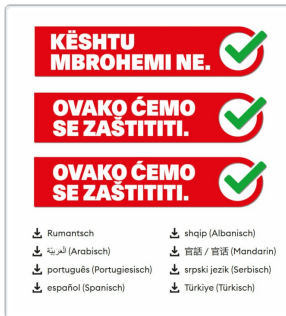 KËSHTU
MBROHEMI NE.
OVAKO ĆEMO
SE ZAŠTITITI.
OVAKO ĆEMO
SE ZAŠTITITI.
Rumantsch
shqip (Albanisch)
العَرَبِيَّة (Arabisch)
官話 / 官话 (Mandarin)
português (Portugiesisch)
srpski jezik (Serbisch)
español (Spanisch)
Türkiye (Türkisch)